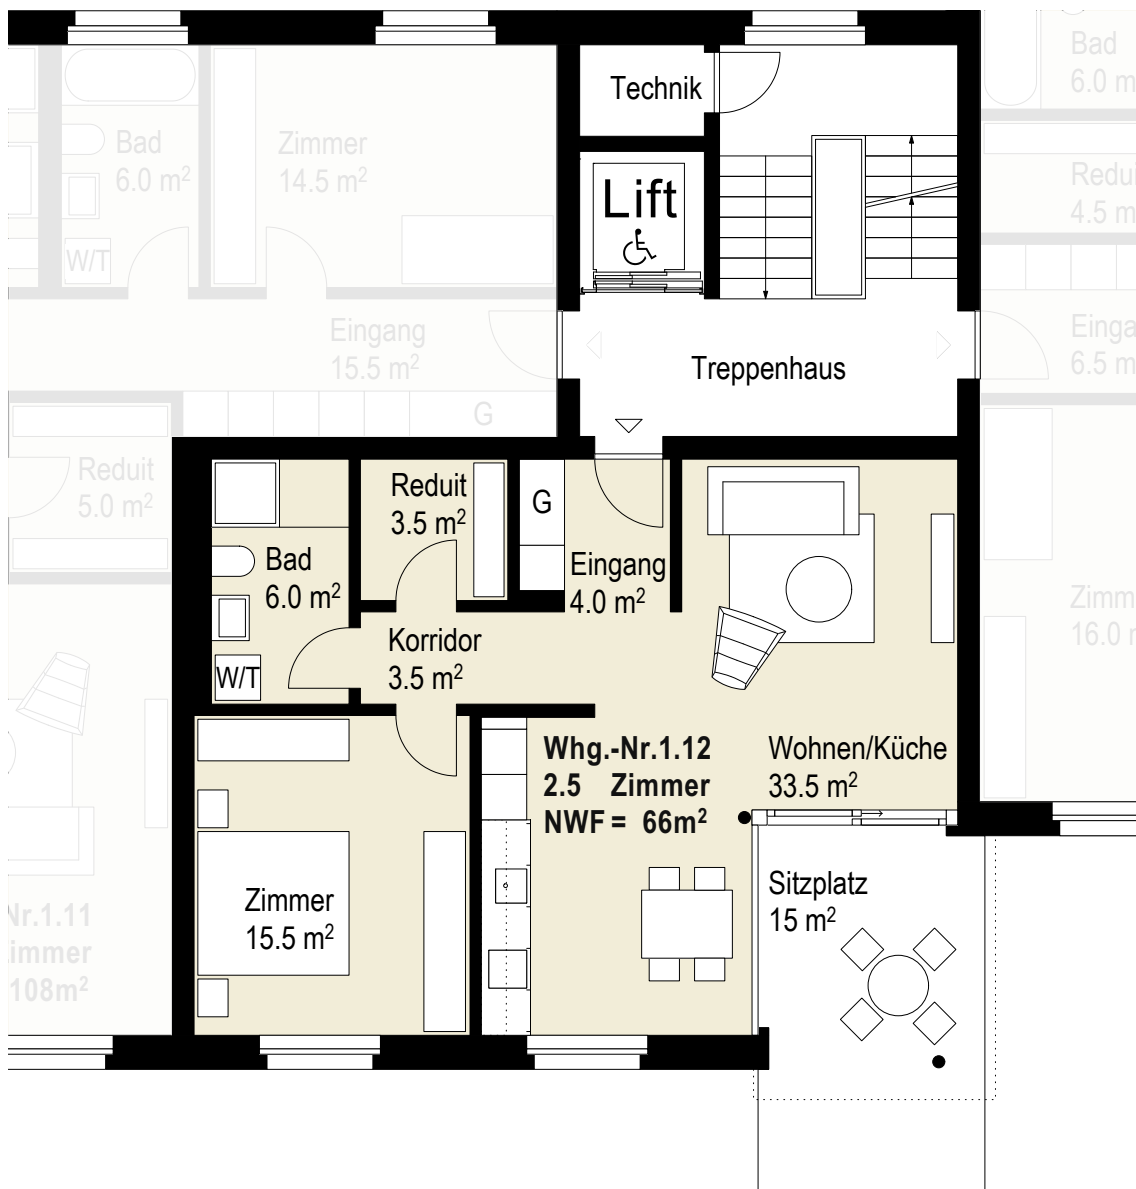 Technik
Bad
6.0 m²
Zimmer
14.5 m²
W/T
Lift
Bad
6.0 m
Redui
4.5 m
Eingang
15.5 m²
Treppenhaus
Einga
6.5 m
G
Reduit
5.0 m²
Reduit
3.5 m²
G
Bad
6.0 m²
Eingang
4.0 m²
Korridor
3.5 m²
W/T
Zimm
16.0 m
Whg.-Nr.1.12
2.5 Zimmer
NWF = 66m²
Wohnen/Küche
33.5 m²
Zimmer
15.5 m²
Sitzplatz
15 m²
Nr.1.11
immer
108m²